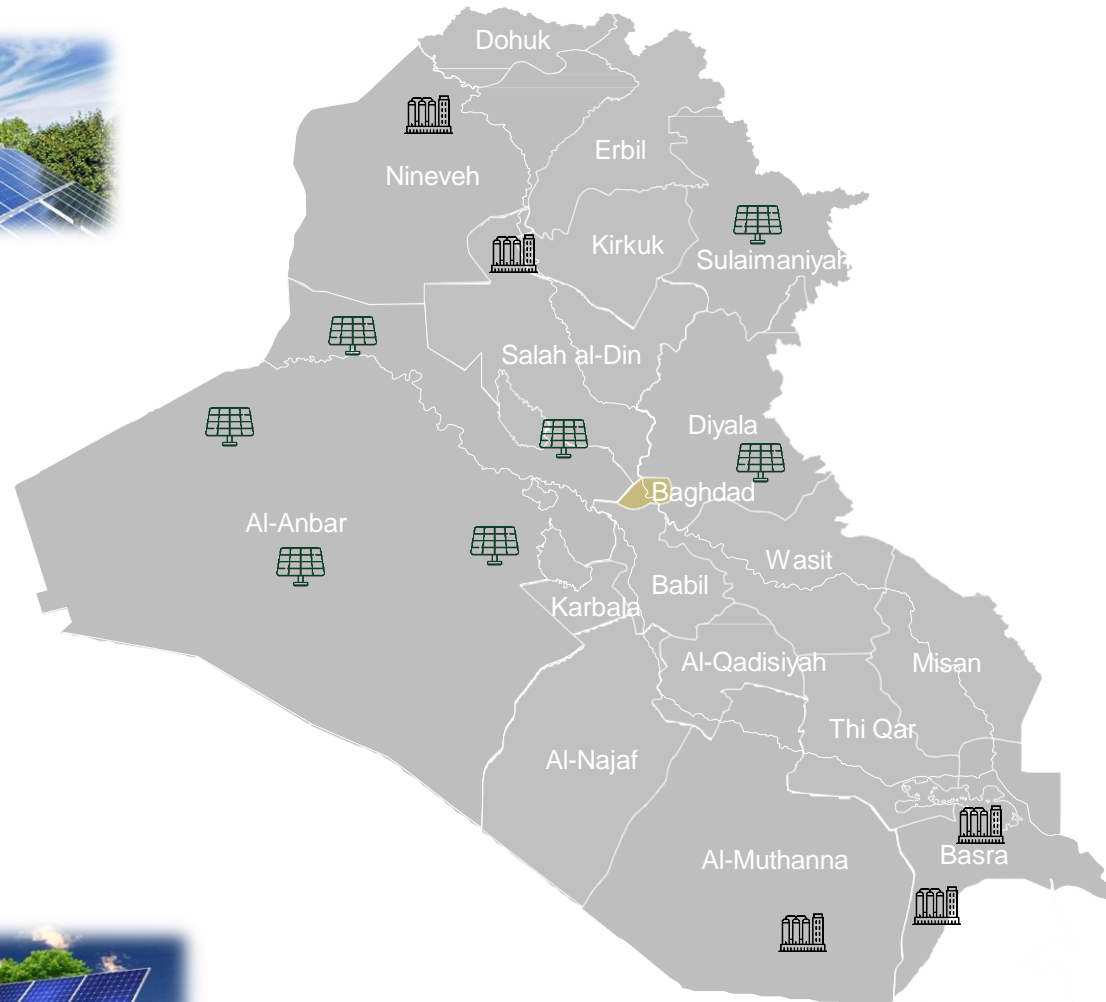 Dohuk
Erbil
Nineveh
Kirkuk
Sulaimaniyah
Salah al-Din
Diyala
Baghdad
Al-Anbar
Wasit
Babil
Karbala
Al-Qadisiyah
Misan
Thi Qar
Al-Najaf
Basra
Al-Muthanna